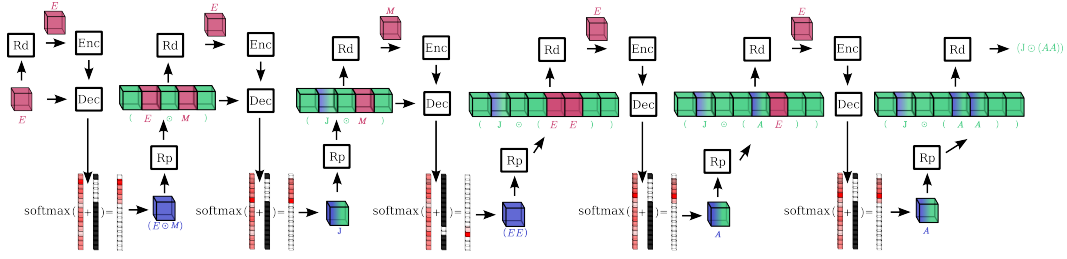 E
Rd
Enc
Dec
E
softmax( + )=
(E⊙M)
Rp
( E ⊙ M )
Rd
E
Enc
Dec
softmax( + )=
J
Rp
( J ⊙ M )
Rd
M
Enc
Dec
softmax( + )=
(EE)
Rp
( J ⊙ ( E E ) )
Rd
E
Enc
Dec
softmax( + )=
A
Rp
( J ⊙ ( A E ) )
Rd
E
Enc
Dec
softmax( + )=
A
Rp
( J ⊙ ( A A ) )
Rd
(J⊙(AA))